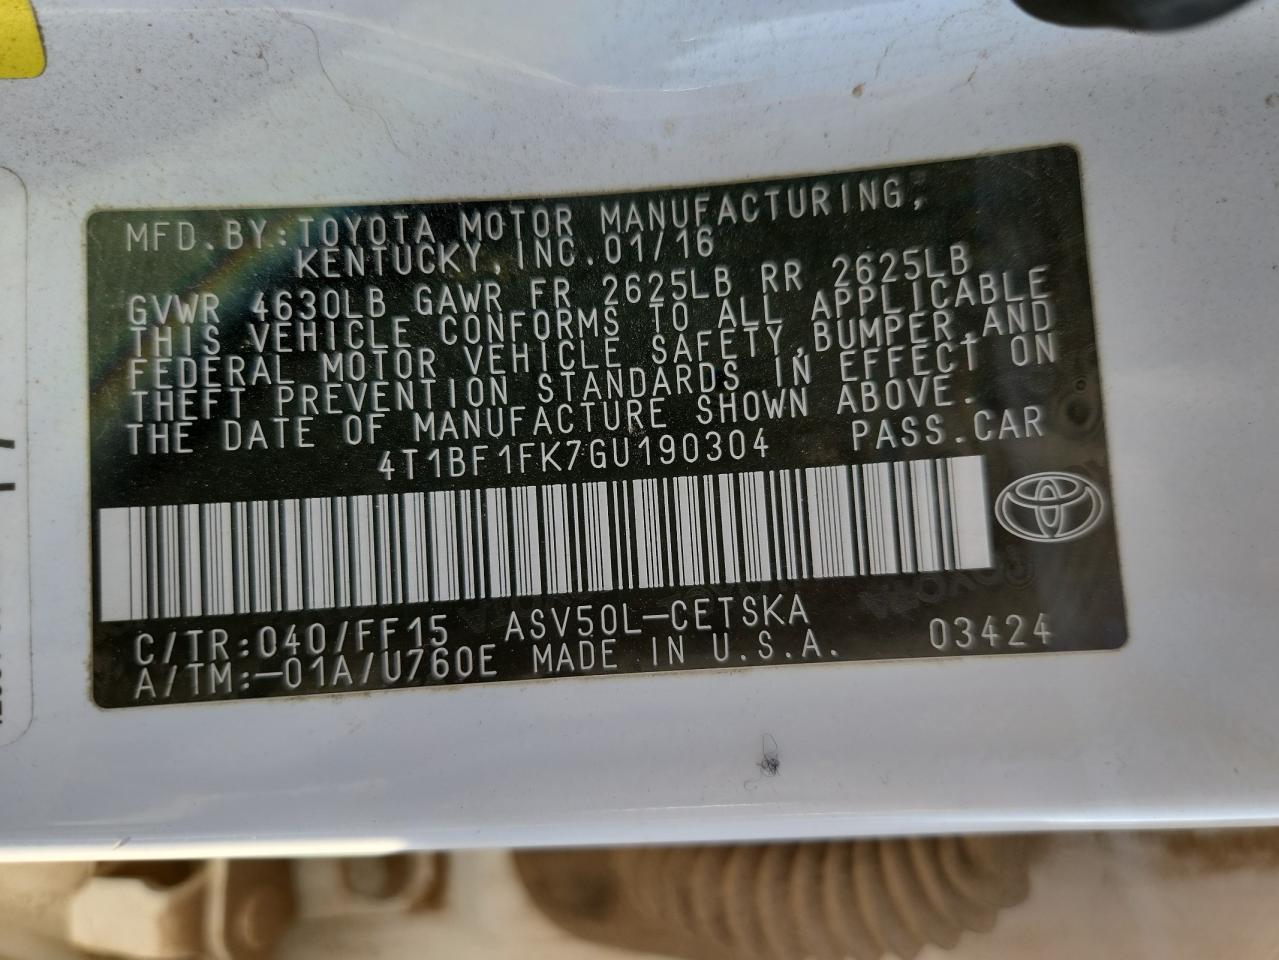 MFD.BY:TOYOTA MOTOR MANUFACTURING,
KENTUCKY,INC.01/16
GVWR 4630LB GAWR FR 2625LB RR 2625LB
THIS VEHICLE CONFORMS TO ALL APPLICABLE
FEDERAL MOTOR VEHICLE SAFETY,BUMPER,AND
THEFT PREVENTION STANDARDS IN EFFECT ON
THE DATE OF MANUFACTURE SHOWN ABOVE.
4T1BF1FK7GU190304 PASS.CAR
C/TR:040/FF15 ASV50L-CETSKA
A/TM:-01A/U760E MADE IN U.S.A. 03424